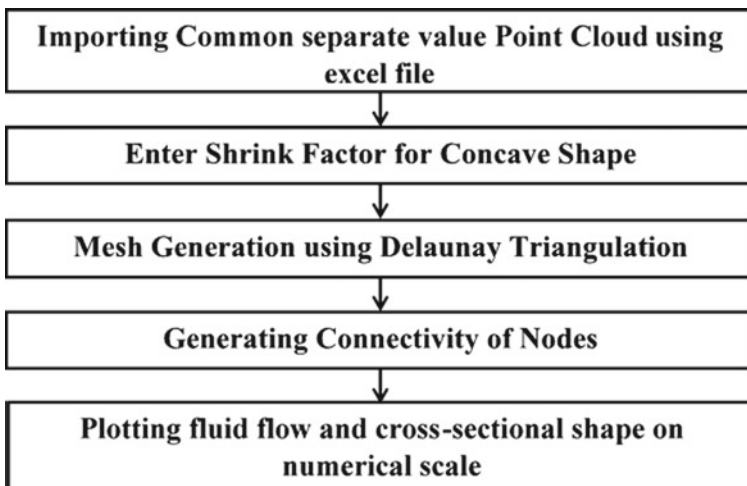 Importing Common separate value Point Cloud using
excel file
Enter Shrink Factor for Concave Shape
Mesh Generation using Delaunay Triangulation
Generating Connectivity of Nodes
Plotting fluid flow and cross-sectional shape on
numerical scale